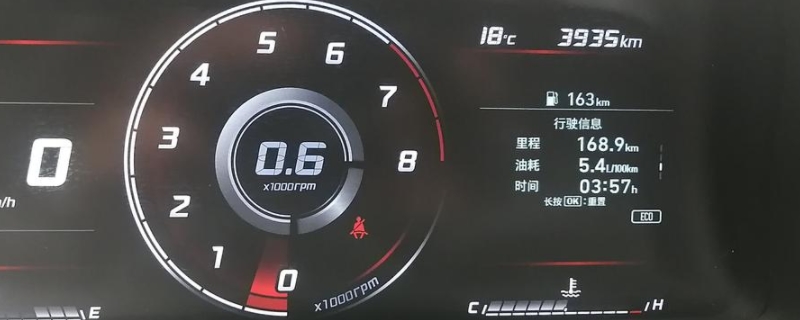 18°C 3935km
5
6
4
7
163km
行驶信息
3
里程 168.9km
0
0.6
8
油耗 5.4L/100km
x1000rpm
时间 03:57h
长按OK:重置
/h
2
ECO
1
0
x1000rpm
E
C
H